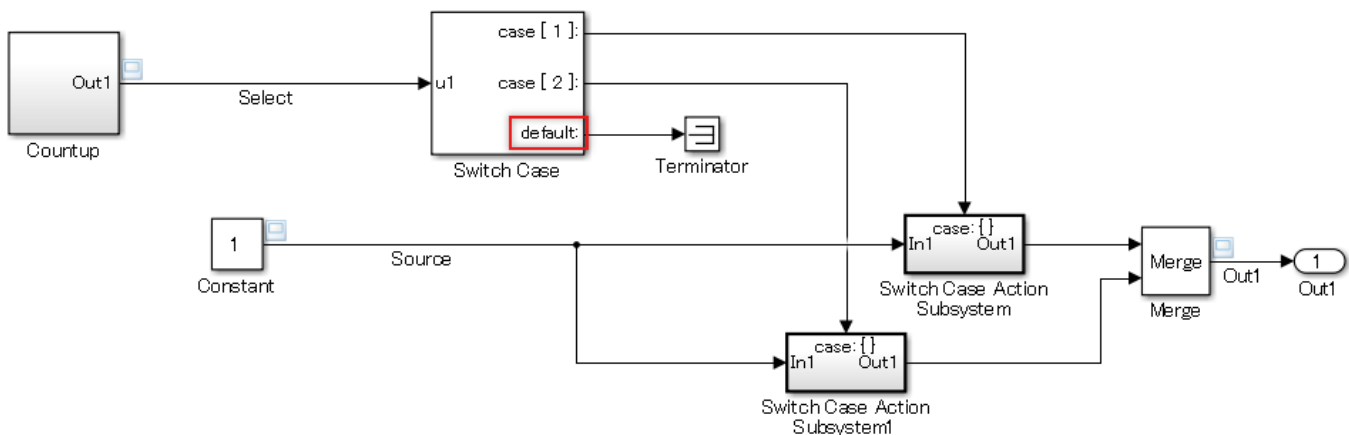 Out1
Select
Countup
u1
case [ 1 ]:
case [ 2 ]:
default:
Switch Case
Terminator
1
Source
Constant
case: { }
In1
Out1
Switch Case Action
Subsystem
case: { }
In1
Out1
Switch Case Action
Subsystem1
Merge
Merge
Out1
1
Out1